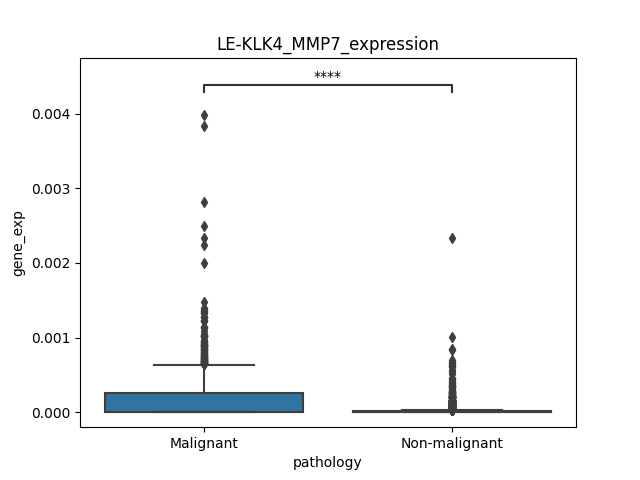 LE-KLK4_MMP7_expression
****
0.004
0.003
0.002
0.001
0.000
gene_exp
Malignant
Non-malignant
pathology